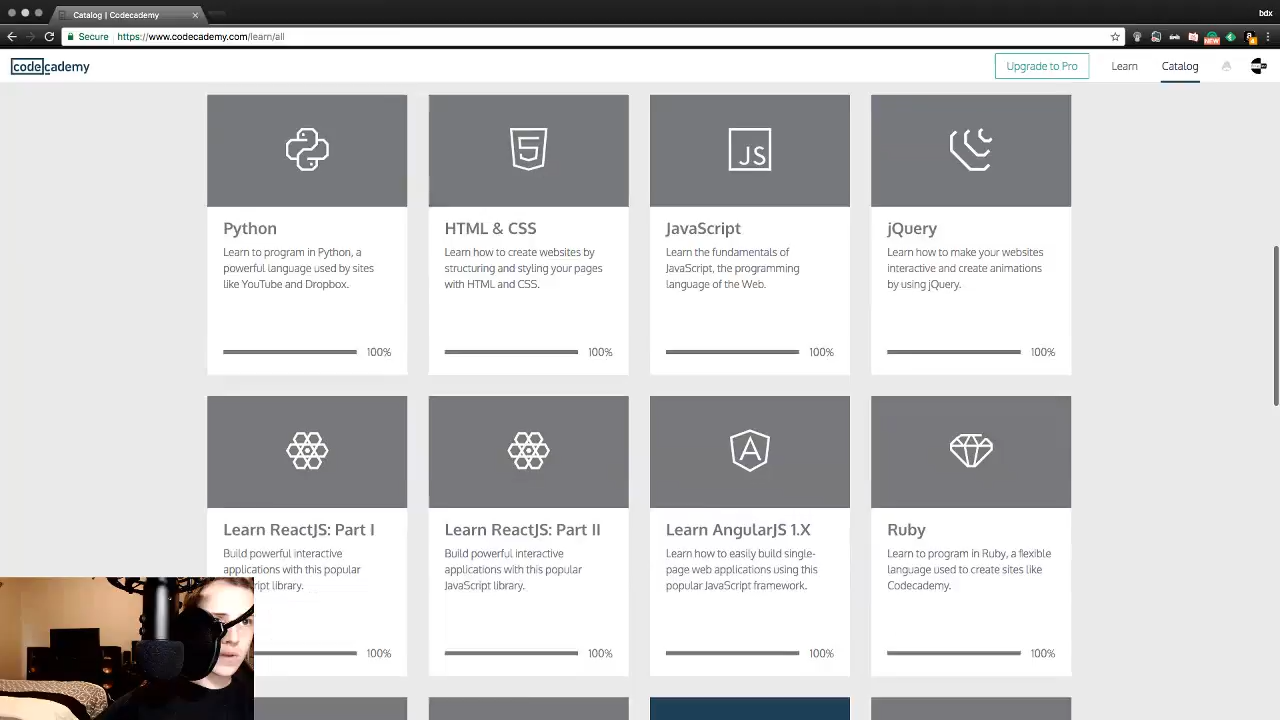 Catalog | Codecademy
bdx
Secure https://www.codecademy.com/learn/all
NEW
codecademy
Upgrade to Pro
Learn
Catalog
JS
Python
Learn to program in Python, a
powerful language used by sites
like YouTube and Dropbox.
100%
HTML & CSS
Learn how to create websites by
structuring and styling your pages
with HTML and CSS.
100%
JavaScript
Learn the fundamentals of
JavaScript, the programming
language of the Web.
100%
jQuery
Learn how to make your websites
interactive and create animations
by using jQuery.
100%
Learn ReactJS: Part I
Build powerful interactive
applications with this popular
ript library.
100%
Learn ReactJS: Part II
Build powerful interactive
applications with this popular
JavaScript library.
100%
Learn AngularJS 1.X
Learn how to easily build single-
page web applications using this
popular JavaScript framework.
100%
Ruby
Learn to program in Ruby, a flexible
language used to create sites like
Codecademy.
100%